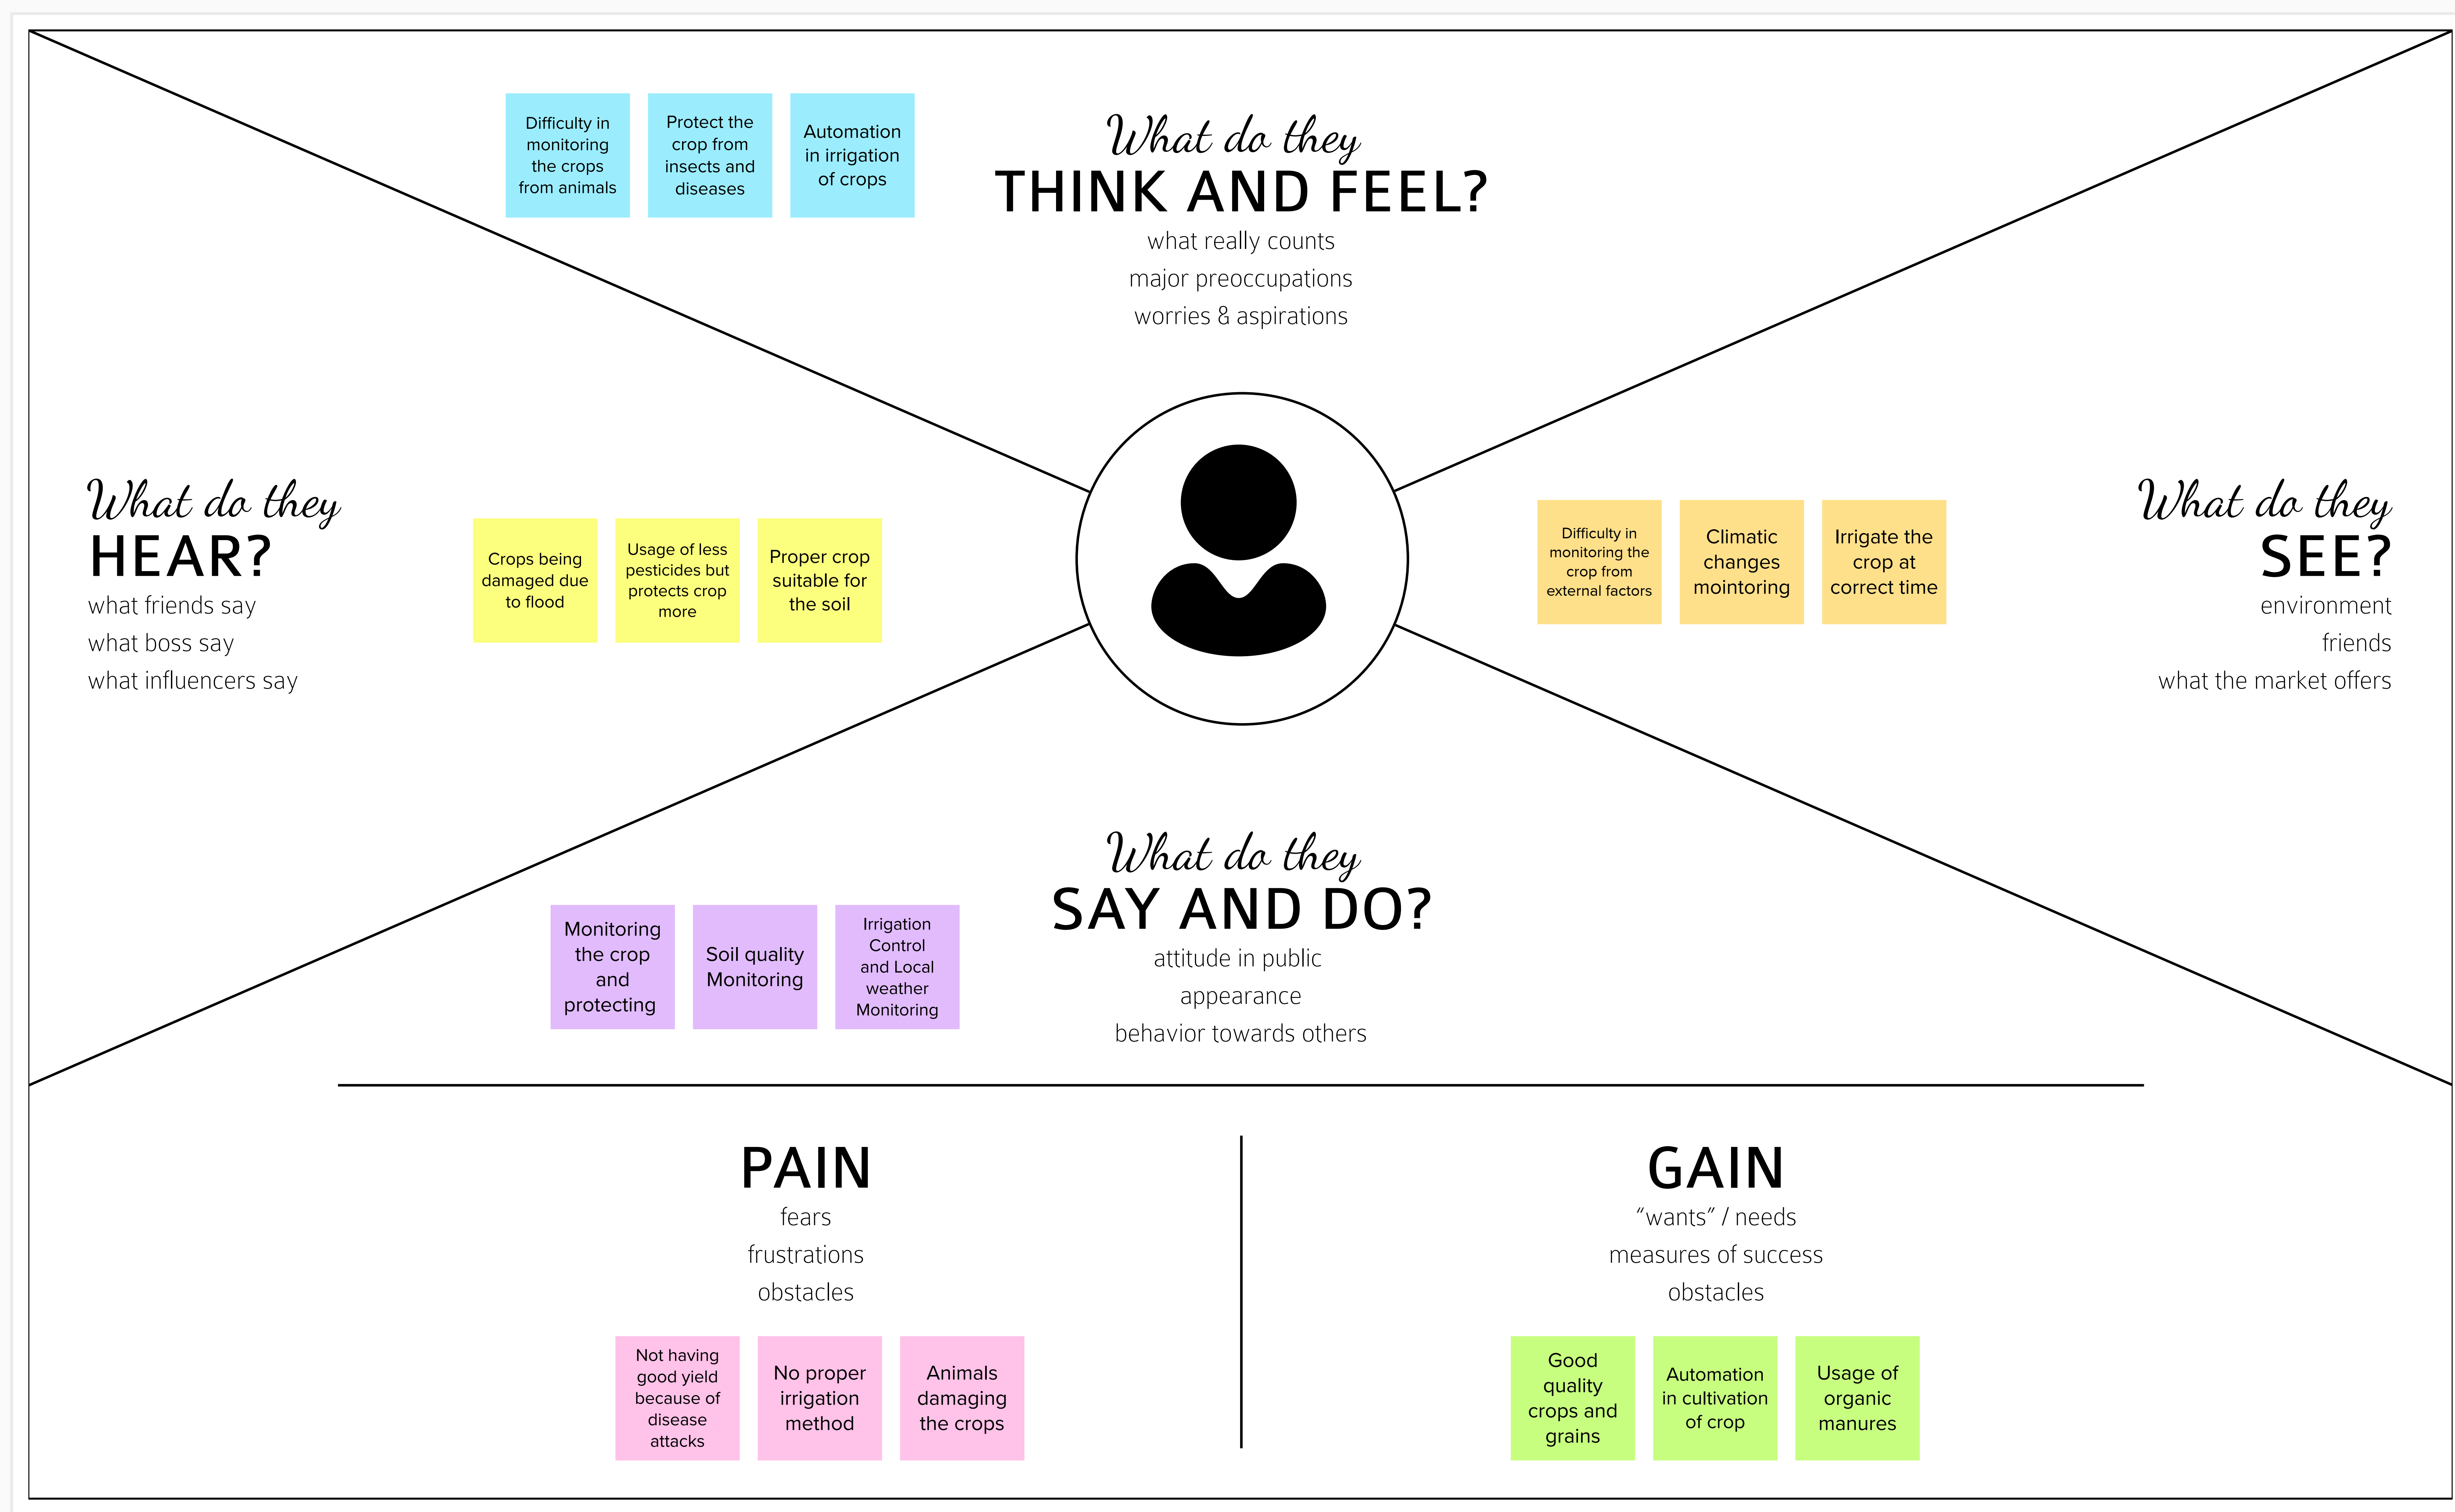 Difficulty in
monitoring
the crops
from animals
Protect the
crop from
insects and
diseases
Automation
in irrigation
of crops
What do they
THINK AND FEEL?
what really counts
major preoccupations
worries & aspirations
What do they
HEAR?
what friends say
what boss say
what influencers say
Crops being
damaged due
to flood
Usage of less
pesticides but
protects crop
more
Proper crop
suitable for
the soil
Difficulty in
monitoring the
crop from
external factors
Climatic
changes
mointoring
Irrigate the
crop at
correct time
What do they
SEE?
environment
friends
what the market offers
Monitoring
the crop
and
protecting
Soil quality
Monitoring
Irrigation
Control
and Local
weather
Monitoring
What do they
SAY AND DO?
attitude in public
appearance
behavior towards others
PAIN
fears
frustrations
obstacles
Not having
good yield
because of
disease
attacks
No proper
irrigation
method
Animals
damaging
the crops
GAIN
“wants” / needs
measures of success
obstacles
Good
quality
crops and
grains
Automation
in cultivation
of crop
Usage of
organic
manures